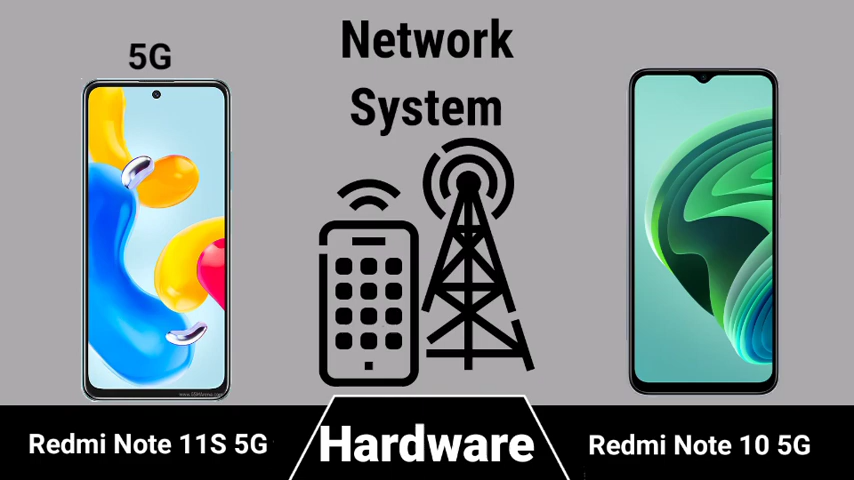 Network
System
5G
Redmi Note 11S 5G
Hardware
Redmi Note 10 5G